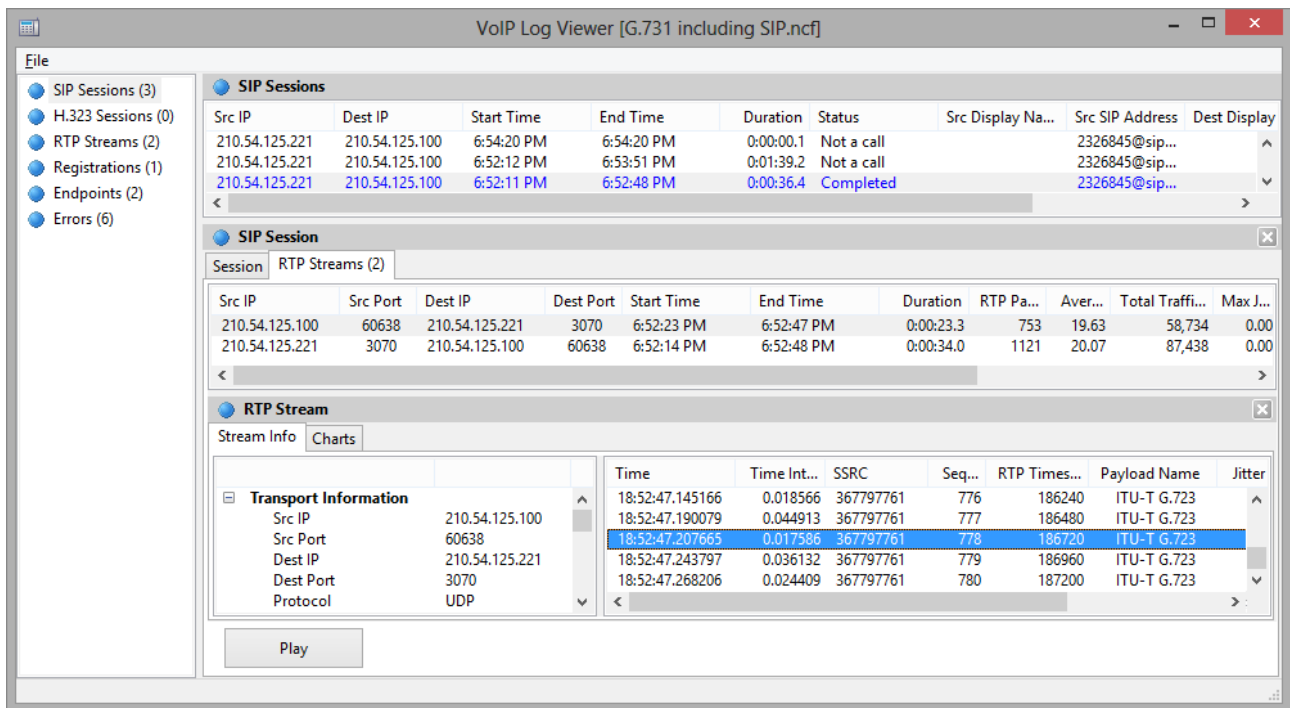 VoIP Log Viewer [G.731 including SIP.ncf]
File
SIP Sessions (3)
H.323 Sessions (0)
RTP Streams (2)
Registrations (1)
Endpoints (2)
Errors (6)
SIP Sessions
Src IP Dest IP Start Time End Time Duration Status Src Display Na... Src SIP Address Dest Display
210.54.125.221 210.54.125.100 6:54:20 PM 6:54:20 PM 0:00:00.1 Not a call 2326845@sip...
210.54.125.221 210.54.125.100 6:52:12 PM 6:53:51 PM 0:01:39.2 Not a call 2326845@sip...
210.54.125.221 210.54.125.100 6:52:11 PM 6:52:48 PM 0:00:36.4 Completed 2326845@sip...
SIP Session
Session RTP Streams (2)
Src IP Src Port Dest IP Dest Port Start Time End Time Duration RTP Pa... Aver... Total Traffi... Max J...
210.54.125.100 60638 210.54.125.221 3070 6:52:23 PM 6:52:47 PM 0:00:23.3 753 19.63 58,734 0.00
210.54.125.221 3070 210.54.125.100 60638 6:52:14 PM 6:52:48 PM 0:00:34.0 1121 20.07 87,438 0.00
RTP Stream
Stream Info Charts
Transport Information
Src IP 210.54.125.100
Src Port 60638
Dest IP 210.54.125.221
Dest Port 3070
Protocol UDP
Time Time Int... SSRC Seq... RTP Times... Payload Name Jitter
18:52:47.145166 0.018566 367797761 776 186240 ITU-T G.723
18:52:47.190079 0.044913 367797761 777 186480 ITU-T G.723
18:52:47.207665 0.017586 367797761 778 186720 ITU-T G.723
18:52:47.243797 0.036132 367797761 779 186960 ITU-T G.723
18:52:47.268206 0.024409 367797761 780 187200 ITU-T G.723
Play